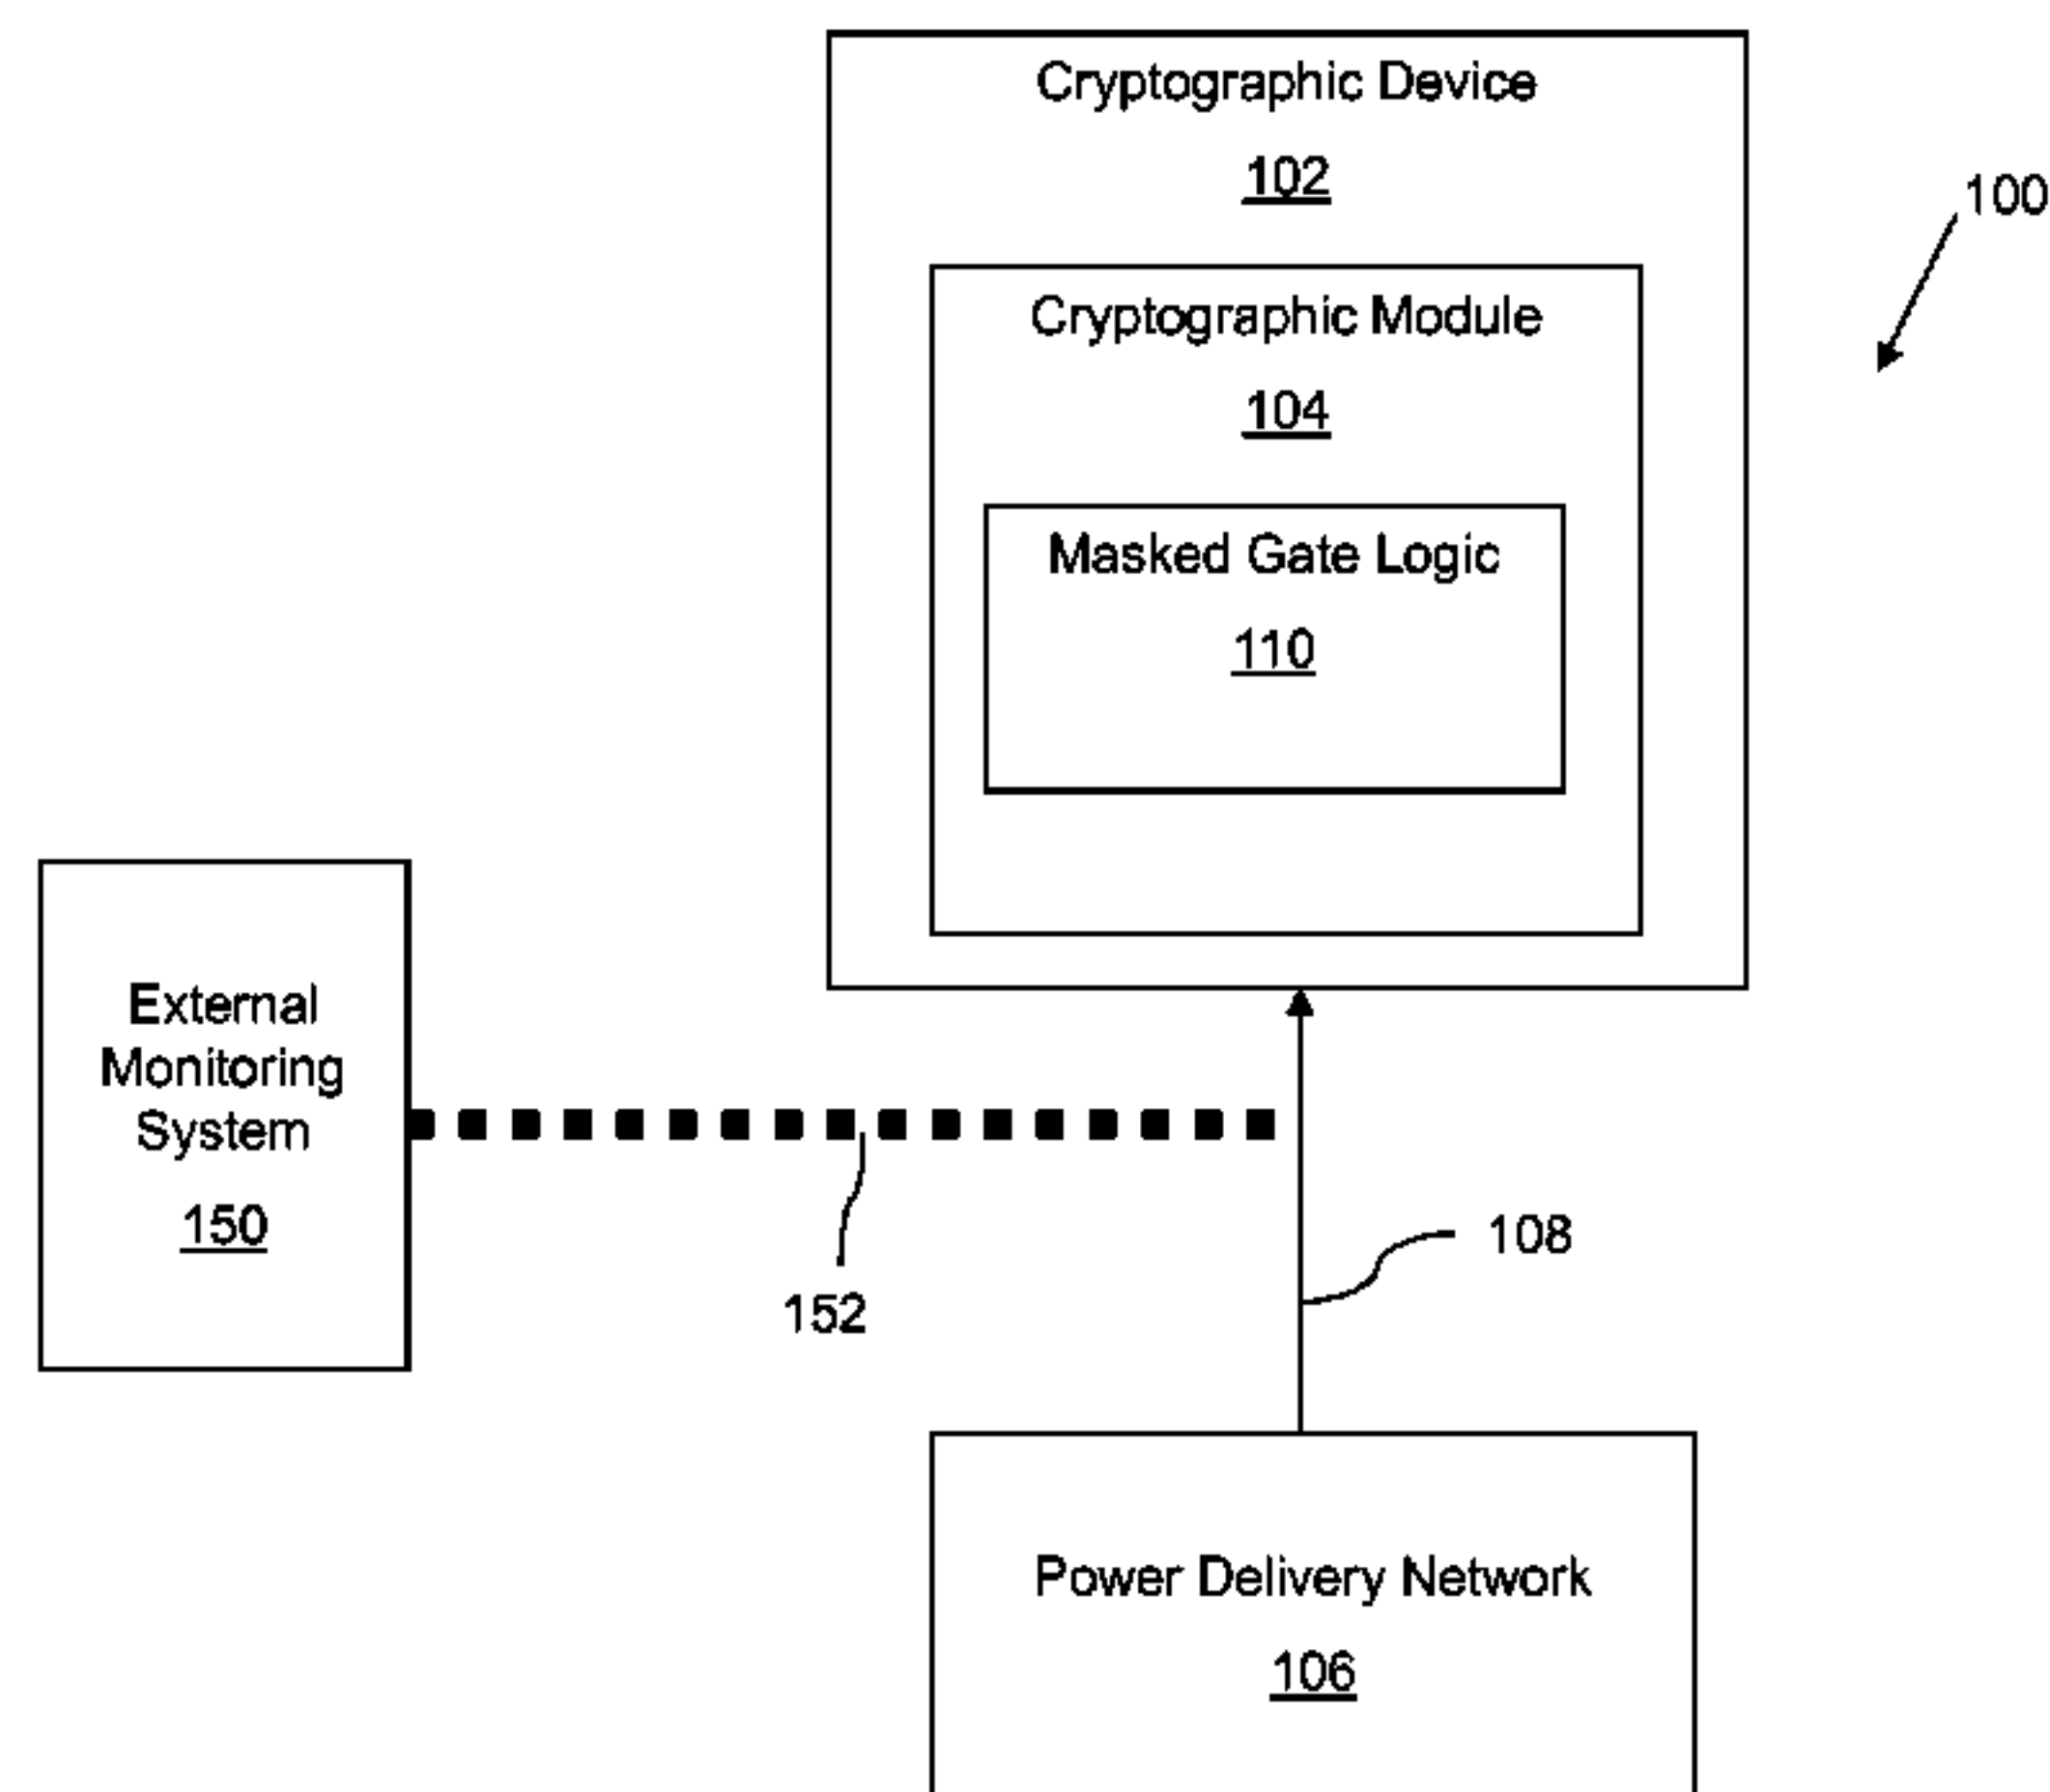 Cryptographic Device
102
100
Cryptographic Module
104
Masked Gate Logic
110
External
Monitoring
System
150
152
108
Power Delivery Network
106